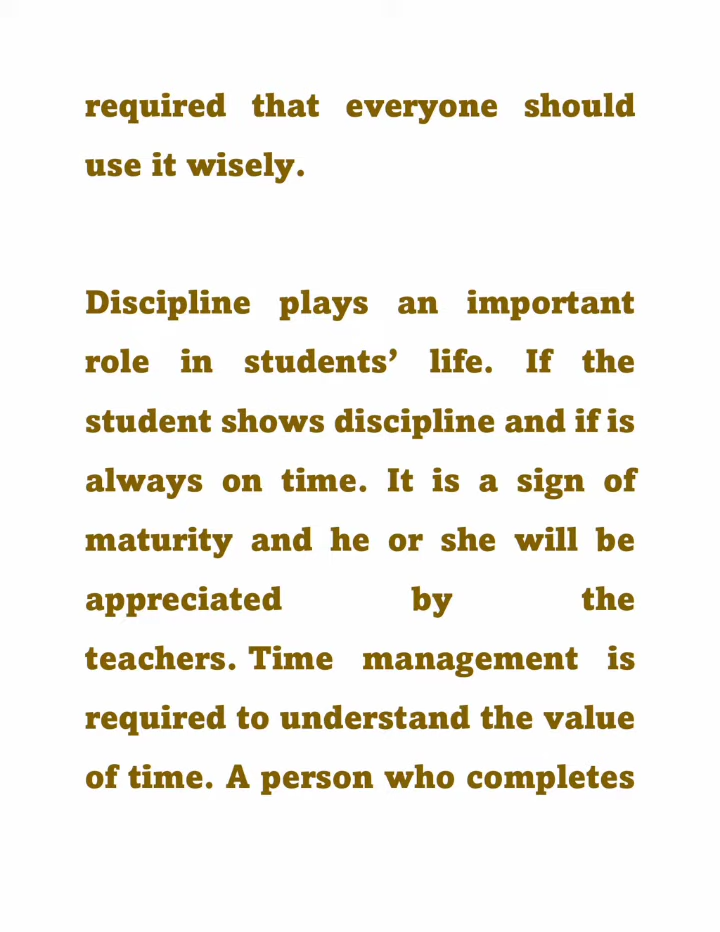 required that everyone should
use it wisely.
Discipline plays an important
role in students’ life. If the
student shows discipline and if is
always on time. It is a sign of
maturity and he or she will be
appreciated by the
teachers. Time management is
required to understand the value
of time. A person who completes